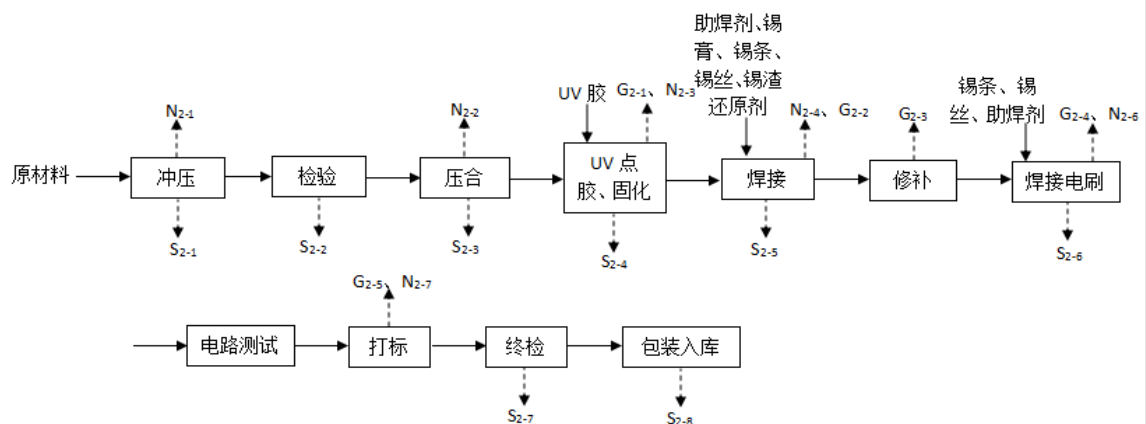 助焊剂、锡
膏、锡条、
锡丝、锡渣
还原剂
锡条、锡
丝、助焊剂
UV 胶
N2-1
N2-2
G2-1、 N2-3
N2-4、 G2-2
G2-3
G2-4、 N2-6
原材料
冲压
检验
压合
UV 点
胶、固化
焊接
修补
焊接电刷
S2-1
S2-2
S2-3
S2-4
S2-5
S2-6
G2-5、 N2-7
电路测试
打标
终检
包装入库
S2-7
S2-8